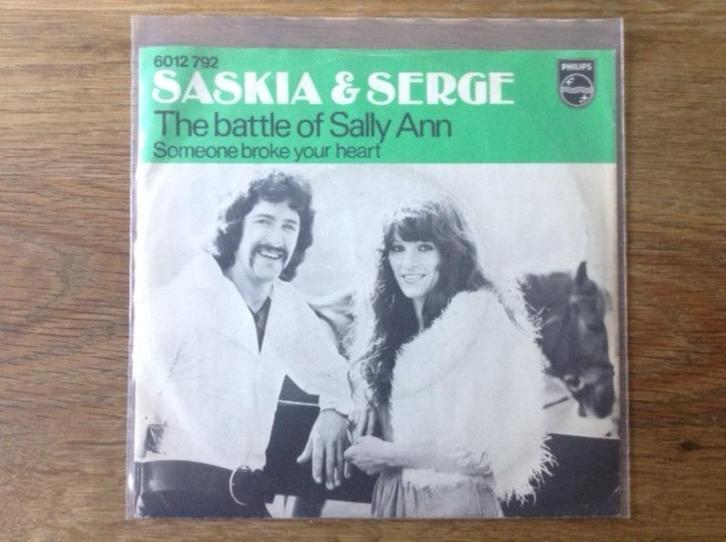 6012 792
SASKIA & SERGE
PHILIPS
The battle of Sally Ann
Someone broke your heart